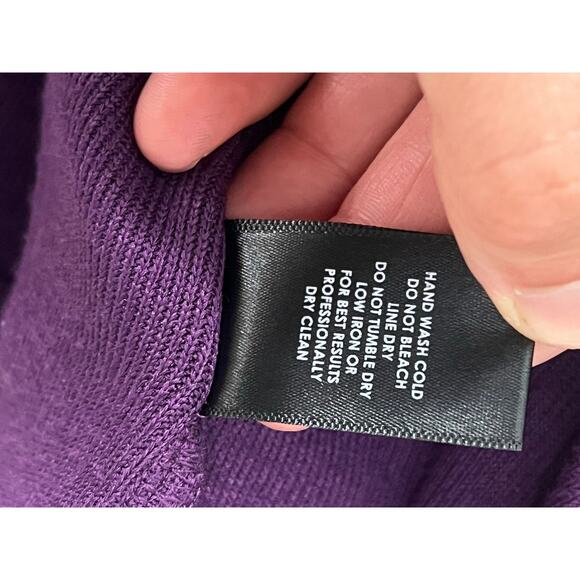 HAND WASH COLD
DO NOT BLEACH
LINE DRY
DO NOT TUMBLE DRY
LOW IRON OR
FOR BEST RESULTS
PROFESSIONALLY
DRY CLEAN